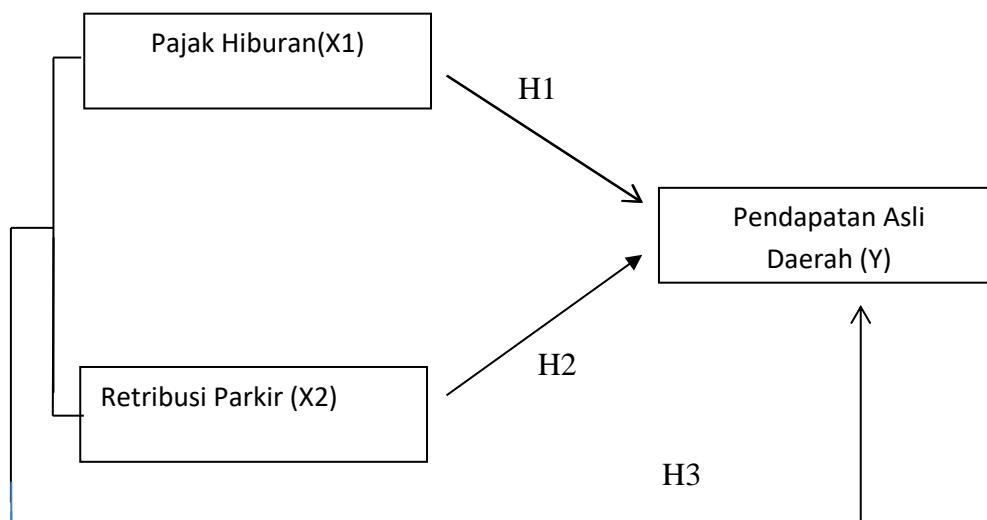 Pajak Hiburan(X1)
H1
Pendapatan Asli
Daerah (Y)
H2
Retribusi Parkir (X2)
H3